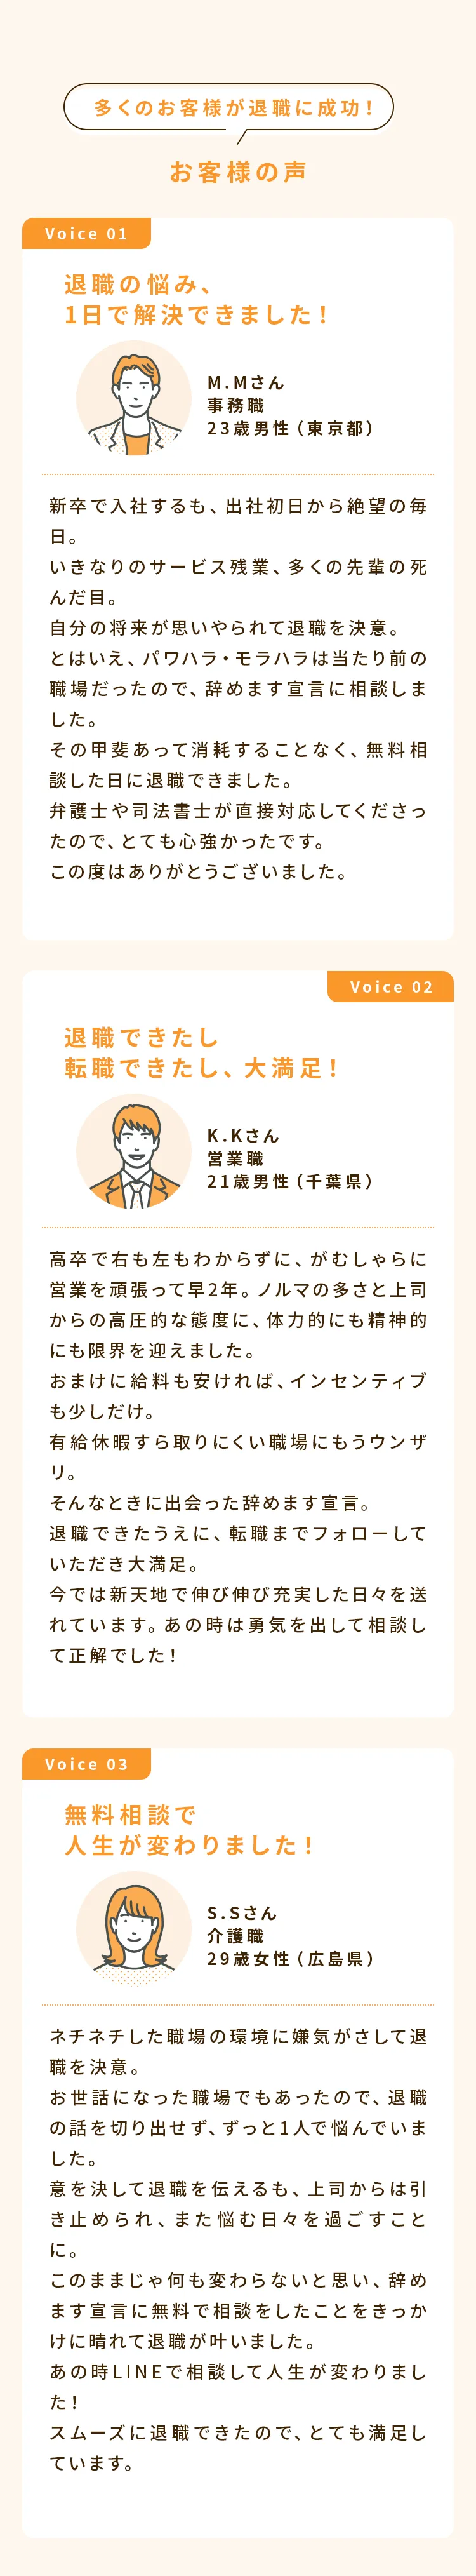 多くのお客様が退職に成功！
お客様の声
Voice 01
退職の悩み、
1日で解決できました！
M.Mさん
事務職
23歳男性（東京都）
新卒で入社するも、出社初日から絶望の毎
日。
いきなりのサービス残業、多くの先輩の死
んだ目。
自分の将来が思いやられて退職を決意。
とはいえ、パワハラ・モラハラは当たり前の
職場だったので、辞めます宣言に相談しま
した。
その甲斐あって消耗することなく、無料相
談した日に退職できました。
弁護士や司法書士が直接対応してくださっ
たので、とても心強かったです。
この度はありがとうございました。
Voice 02
退職できたし
転職できたし、大満足！
K.Kさん
営業職
21歳男性（千葉県）
高卒で右も左もわからずに、がむしゃらに
営業を頑張って早2年。ノルマの多さと上司
からの高圧的な態度に、体力的にも精神的
にも限界を迎えました。
おまけに給料も安ければ、インセンティブ
も少しだけ。
有給休暇すら取りにくい職場にもうウンザ
リ。
そんなときに出会った辞めます宣言。
退職できたうえに、転職までフォローして
いただき大満足。
今では新天地で伸び伸び充実した日々を送
れています。あの時は勇気を出して相談し
て正解でした！
Voice 03
無料相談で
人生が変わりました！
S.Sさん
介護職
29歳女性（広島県）
ネチネチした職場の環境に嫌気がさして退
職を決意。
お世話になった職場でもあったので、退職
の話を切り出せず、ずっと1人で悩んでいま
した。
意を決して退職を伝えるも、上司からは引
き止められ、また悩む日々を過ごすこと
に。
このままじゃ何も変わらないと思い、辞め
ます宣言に無料で相談をしたことをきっか
けに晴れて退職が叶いました。
あの時LINEで相談して人生が変わりまし
た！
スムーズに退職できたので、とても満足し
ています。